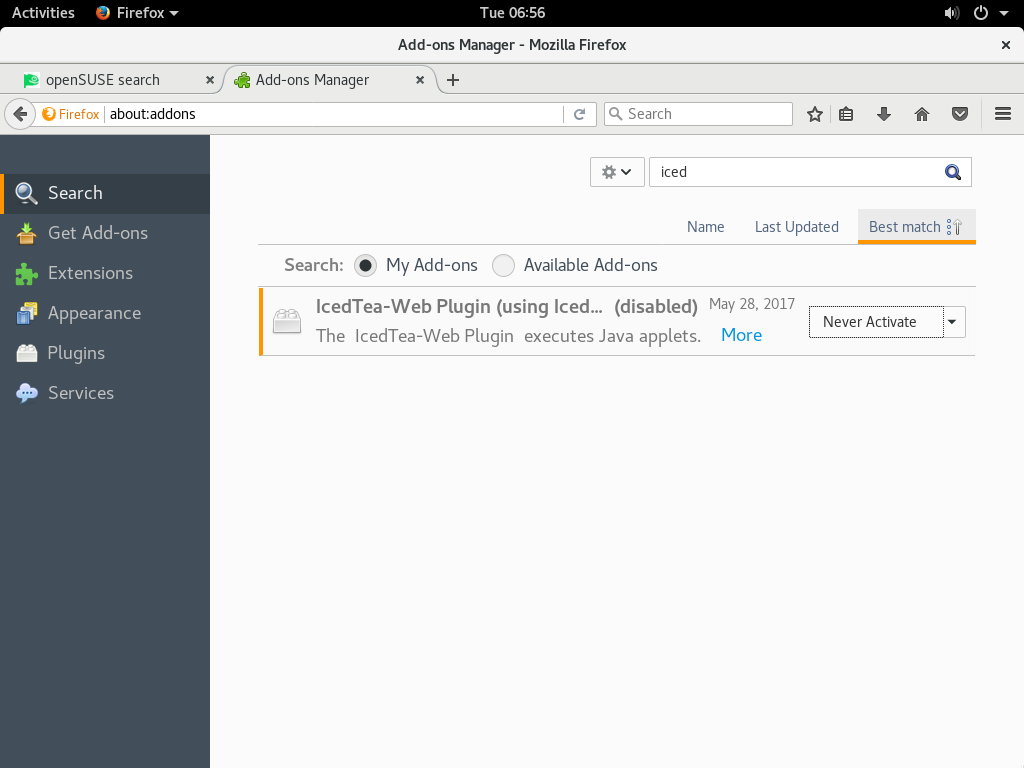 Activities Firefox Tue 06:56
Add-ons Manager - Mozilla Firefox
openSUSE search Add-ons Manager
Firefox about:addons Search
iced
Search
Get Add-ons
Extensions
Appearance
Plugins
Services
Name Last Updated Best match
Search: My Add-ons Available Add-ons
IcedTea-Web Plugin (using Iced... (disabled) May 28, 2017
The IcedTea-Web Plugin executes Java applets. More
Never Activate